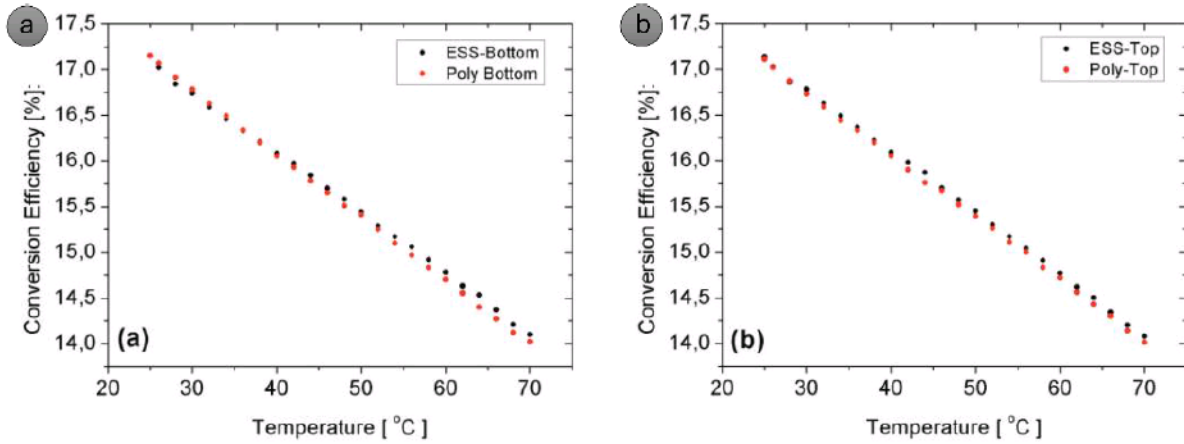 a
17,5
17,0
16,5
16,0
15,5
15,0
14,5
14,0
Conversion Efficiency [%]:
ESS-Bottom
Poly Bottom
(a)
20 30 40 50 60 70
Temperature [ °C ]
b
17,5
17,0
16,5
16,0
15,5
15,0
14,5
14,0
Conversion Efficiency [%]:
ESS-Top
Poly-Top
(b)
20 30 40 50 60 70
Temperature [ °C ]